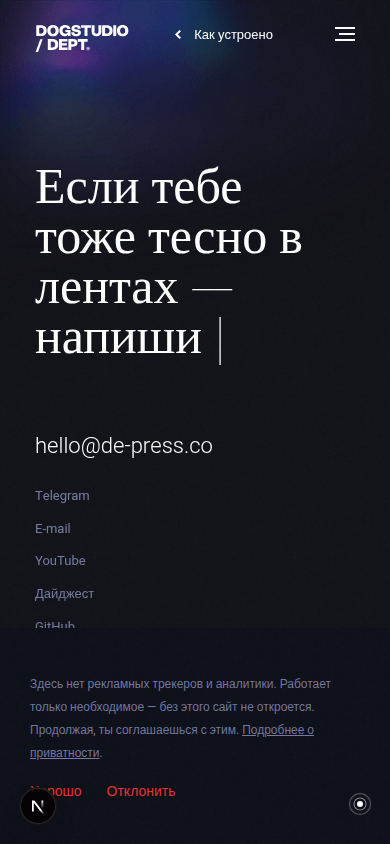 DOGSTUDIO
/ DEPT.
Как устроено
Если тебе
тоже тесно в
лентах —
напиши |
hello@de-press.co
Telegram
E-mail
YouTube
Дайджест
GitHub
Здесь нет рекламных трекеров и аналитики. Работает
только необходимое — без этого сайт не откроется.
Продолжая, ты соглашаешься с этим. Подробнее о
приватности.
Хорошо Отклонить
N